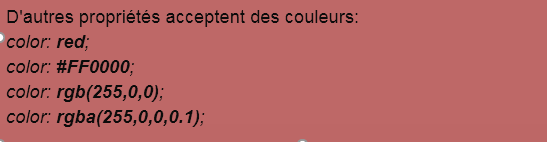 D'autres propriétés acceptent des couleurs:
color: red;
color: #FF0000;
color: rgb(255,0,0);
color: rgba(255,0,0,0.1);